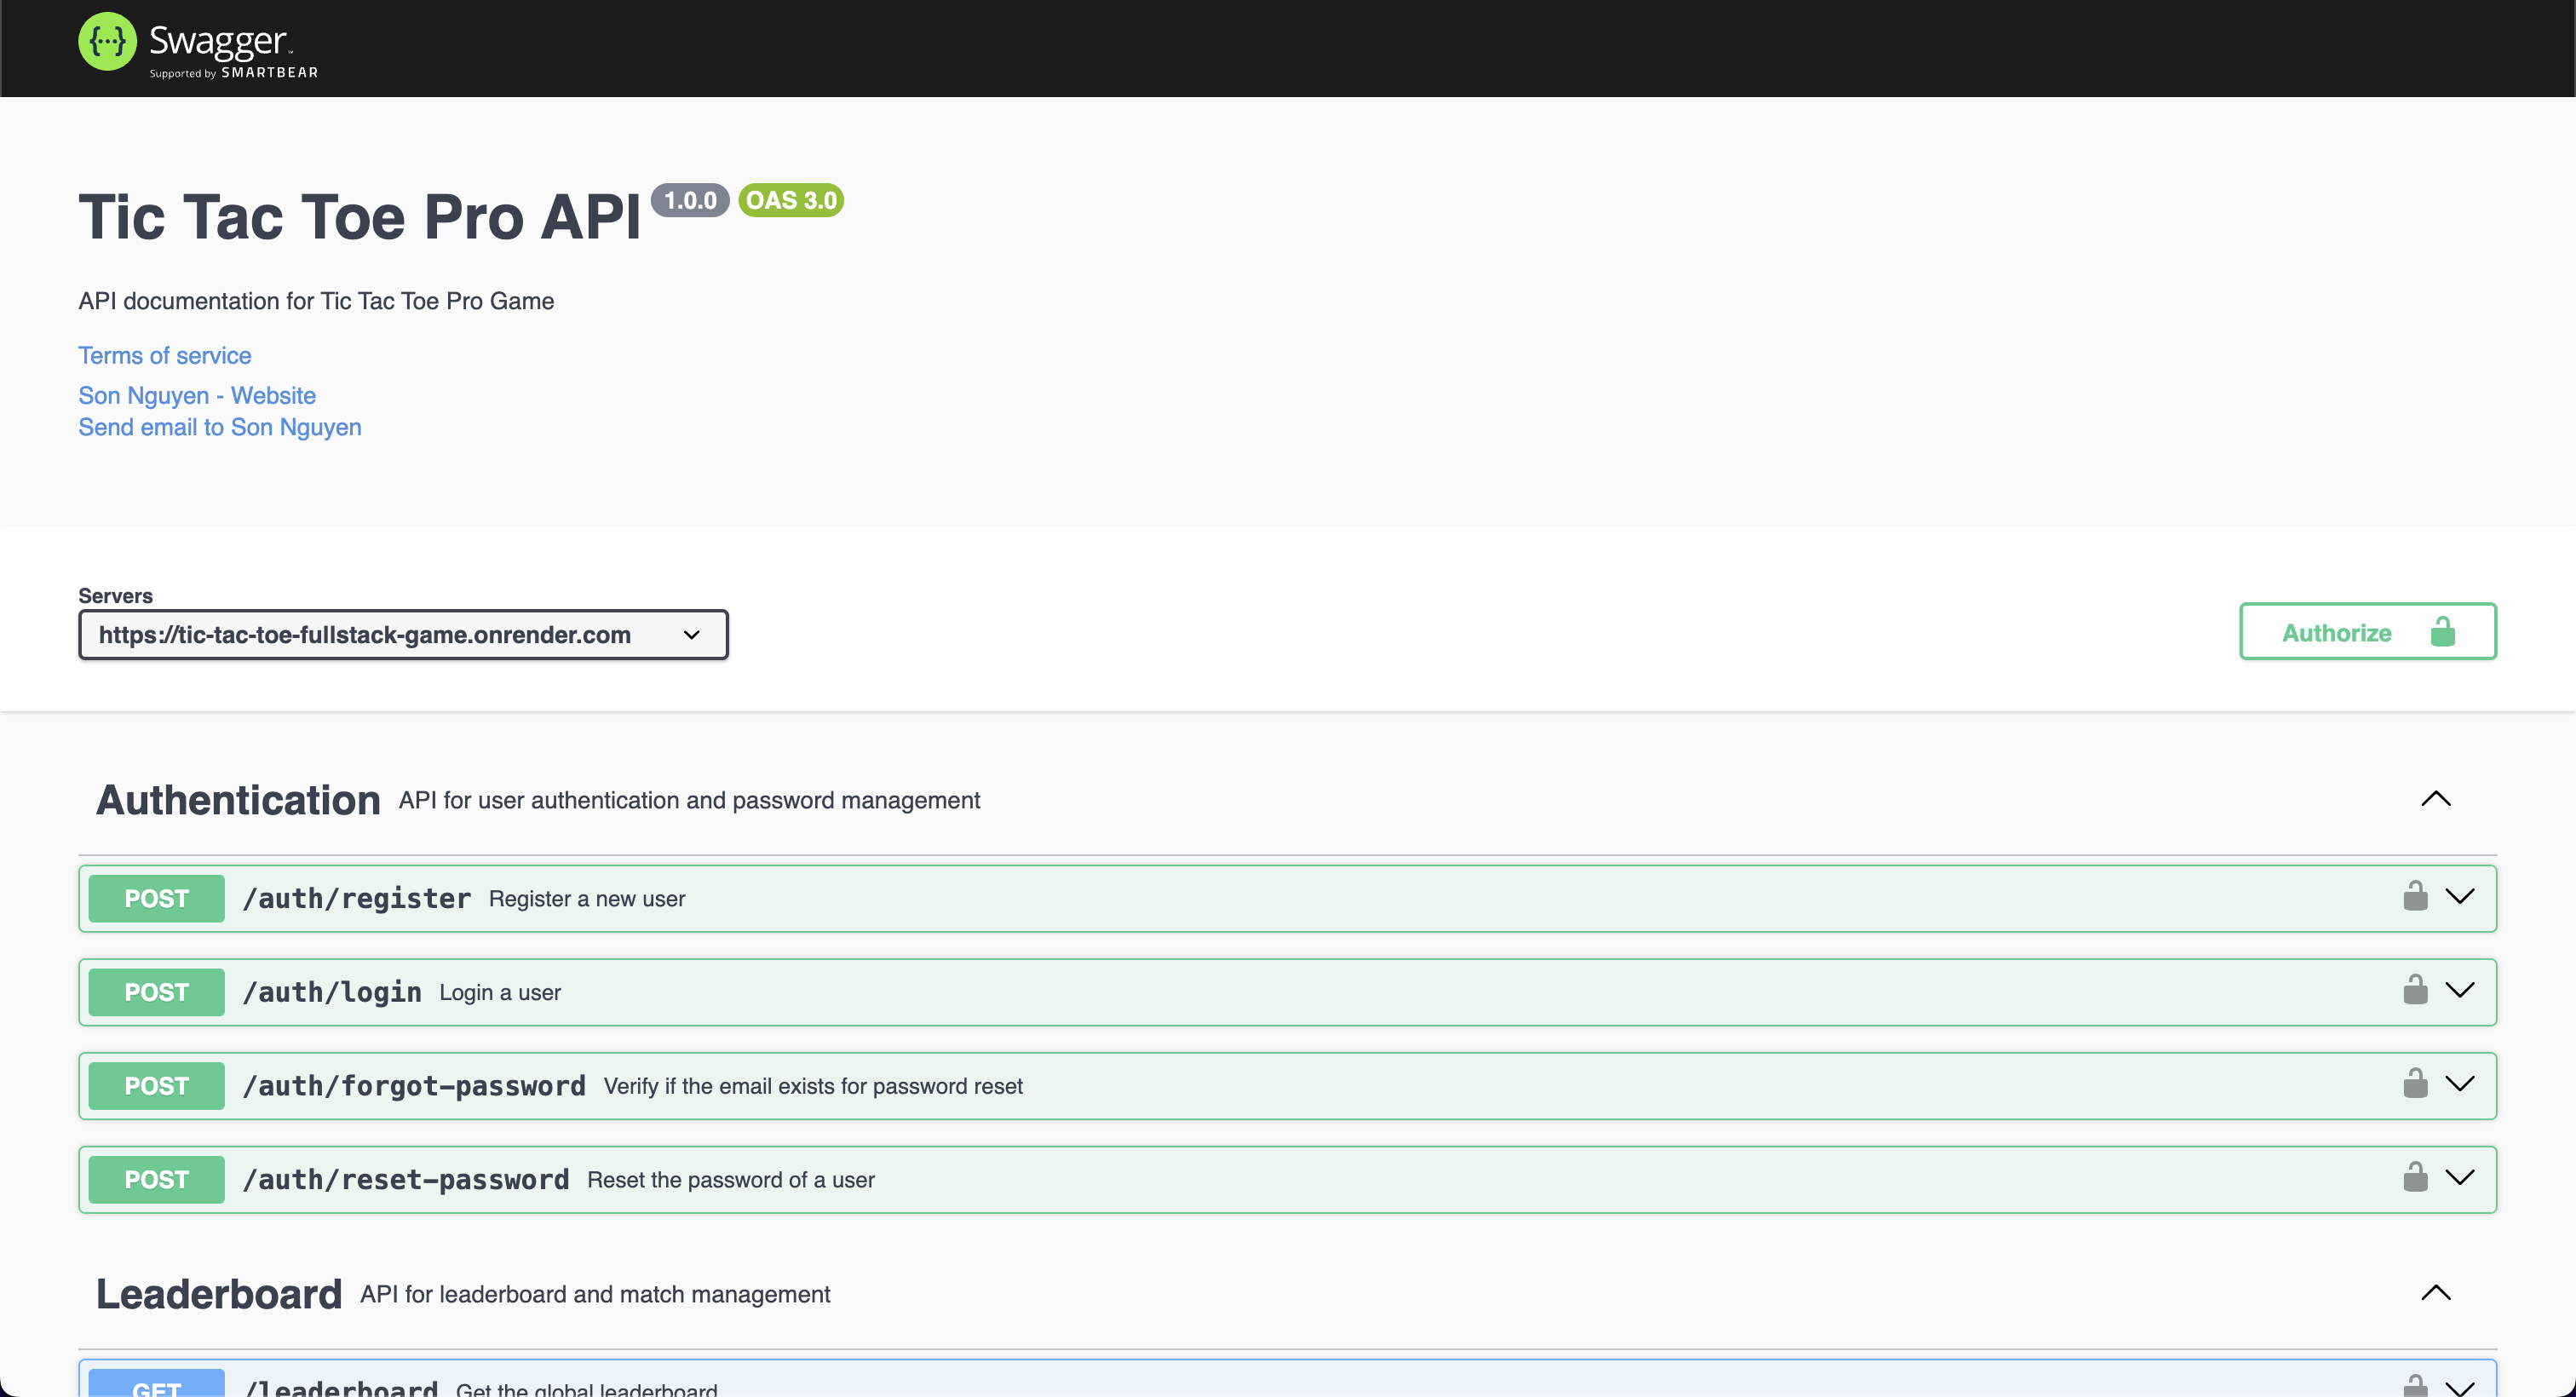 Swagger
Supported by SMARTBEAR
Tic Tac Toe Pro API 1.0.0 OAS 3.0
API documentation for Tic Tac Toe Pro Game
Terms of service
Son Nguyen - Website
Send email to Son Nguyen
Servers
https://tic-tac-toe-fullstack-game.onrender.com
Authorize
Authentication API for user authentication and password management
POST /auth/register Register a new user
POST /auth/login Login a user
POST /auth/forgot-password Verify if the email exists for password reset
POST /auth/reset-password Reset the password of a user
Leaderboard API for leaderboard and match management
GET /leaderboard Get the global leaderboard